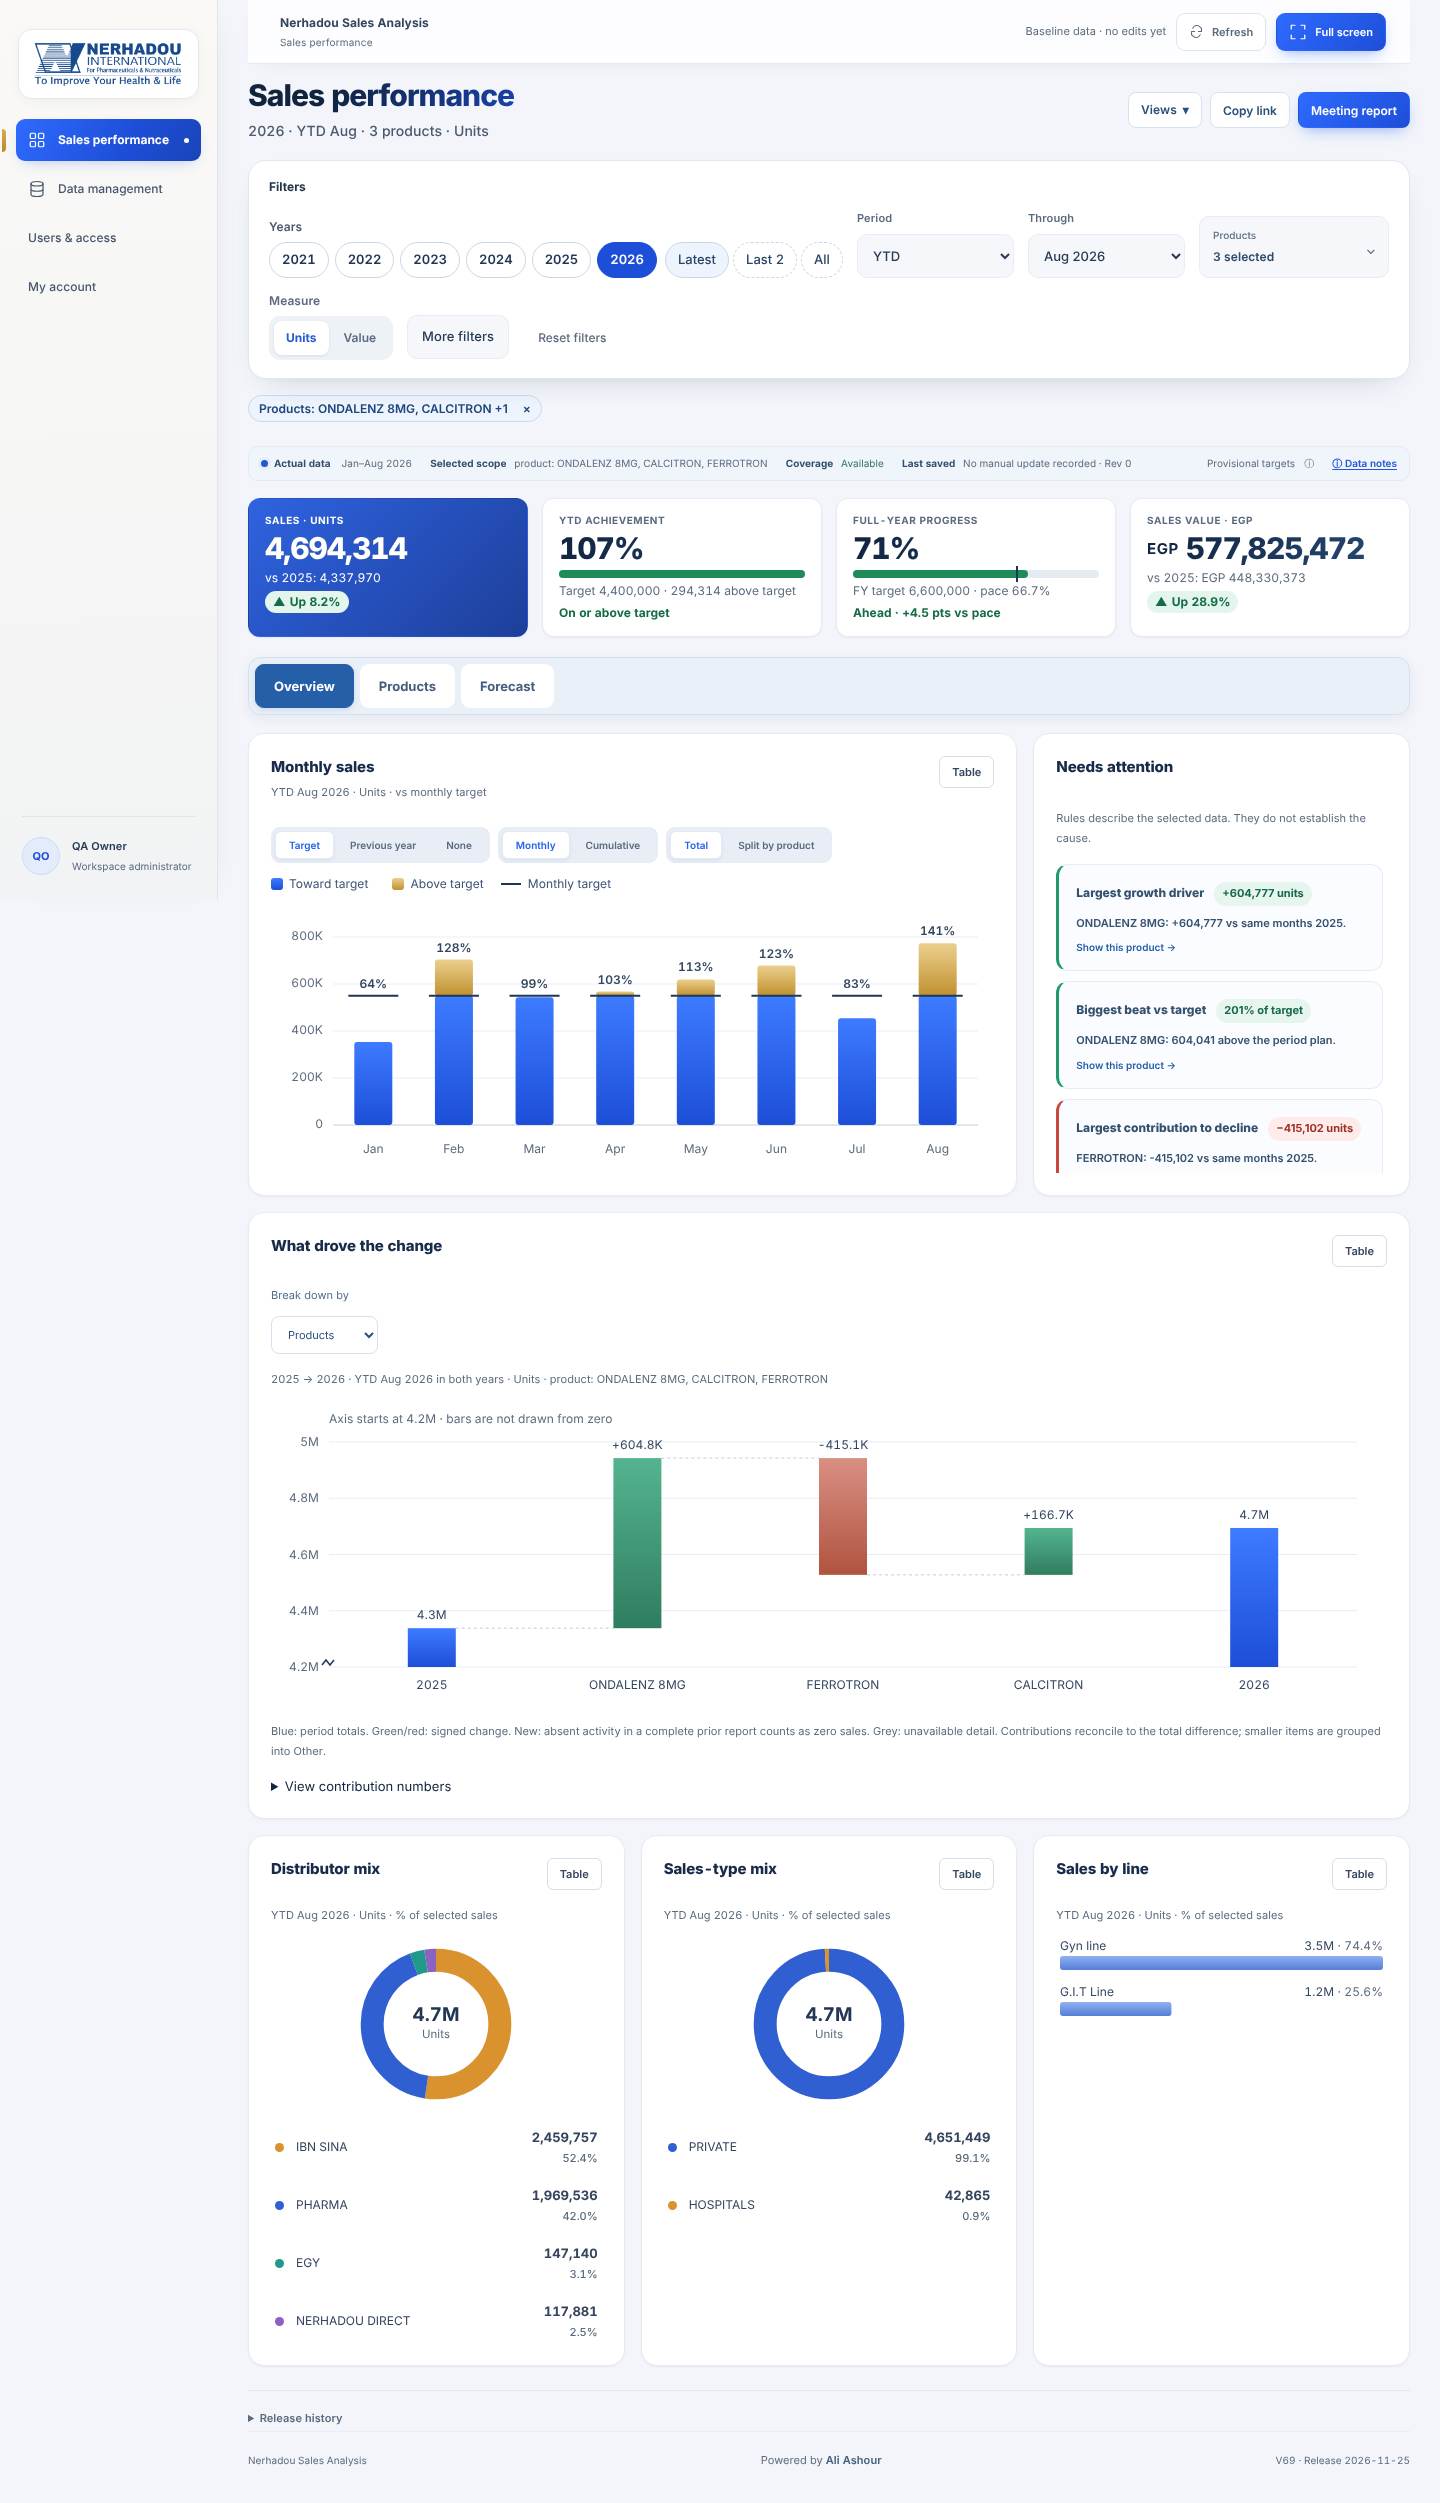 NERHADOU
INTERNATIONAL
For Pharmaceuticals & Nutraceuticals
To Improve Your Health & Life
Sales performance
Data management
Users & access
My account
QO
QA Owner
Workspace administrator
Nerhadou Sales Analysis
Sales performance
Baseline data · no edits yet
Refresh
Full screen
Sales performance
2026 · YTD Aug · 3 products · Units
Views ▾
Copy link
Meeting report
Filters
Years
2021 2022 2023 2024 2025 2026 Latest Last 2 All
Period
YTD
Through
Aug 2026
Products
3 selected
Measure
Units Value
More filters
Reset filters
Products: ONDALENZ 8MG, CALCITRON +1 ×
Actual data Jan–Aug 2026 Selected scope product: ONDALENZ 8MG, CALCITRON, FERROTRON Coverage Available Last saved No manual update recorded · Rev 0 Provisional targets ⓘ ⓘ Data notes
SALES · UNITS
4,694,314
vs 2025: 4,337,970
▲ Up 8.2%
YTD ACHIEVEMENT
107%
Target 4,400,000 · 294,314 above target
On or above target
FULL-YEAR PROGRESS
71%
FY target 6,600,000 · pace 66.7%
Ahead · +4.5 pts vs pace
SALES VALUE · EGP
EGP 577,825,472
vs 2025: EGP 448,330,373
▲ Up 28.9%
Overview Products Forecast
Monthly sales
Table
YTD Aug 2026 · Units · vs monthly target
Target Previous year None
Monthly Cumulative
Total Split by product
Toward target Above target Monthly target
800K
600K
400K
200K
0
64% 128% 99% 103% 113% 123% 83% 141%
Jan Feb Mar Apr May Jun Jul Aug
Needs attention
Rules describe the selected data. They do not establish the
cause.
Largest growth driver +604,777 units
ONDALENZ 8MG: +604,777 vs same months 2025.
Show this product →
Biggest beat vs target 201% of target
ONDALENZ 8MG: 604,041 above the period plan.
Show this product →
Largest contribution to decline −415,102 units
FERROTRON: -415,102 vs same months 2025.
What drove the change
Table
Break down by
Products
2025 → 2026 · YTD Aug 2026 in both years · Units · product: ONDALENZ 8MG, CALCITRON, FERROTRON
Axis starts at 4.2M · bars are not drawn from zero
5M
4.8M
4.6M
4.4M
4.2M
4.3M +604.8K -415.1K +166.7K 4.7M
2025 ONDALENZ 8MG FERROTRON CALCITRON 2026
Blue: period totals. Green/red: signed change. New: absent activity in a complete prior report counts as zero sales. Grey: unavailable detail. Contributions reconcile to the total difference; smaller items are grouped
into Other.
▶ View contribution numbers
Distributor mix
Table
YTD Aug 2026 · Units · % of selected sales
4.7M
Units
IBN SINA 2,459,757
52.4%
PHARMA 1,969,536
42.0%
EGY 147,140
3.1%
NERHADOU DIRECT 117,881
2.5%
Sales-type mix
Table
YTD Aug 2026 · Units · % of selected sales
4.7M
Units
PRIVATE 4,651,449
99.1%
HOSPITALS 42,865
0.9%
Sales by line
Table
YTD Aug 2026 · Units · % of selected sales
Gyn line 3.5M · 74.4%
G.I.T Line 1.2M · 25.6%
▶ Release history
Nerhadou Sales Analysis
Powered by Ali Ashour
V69 · Release 2026-11-25